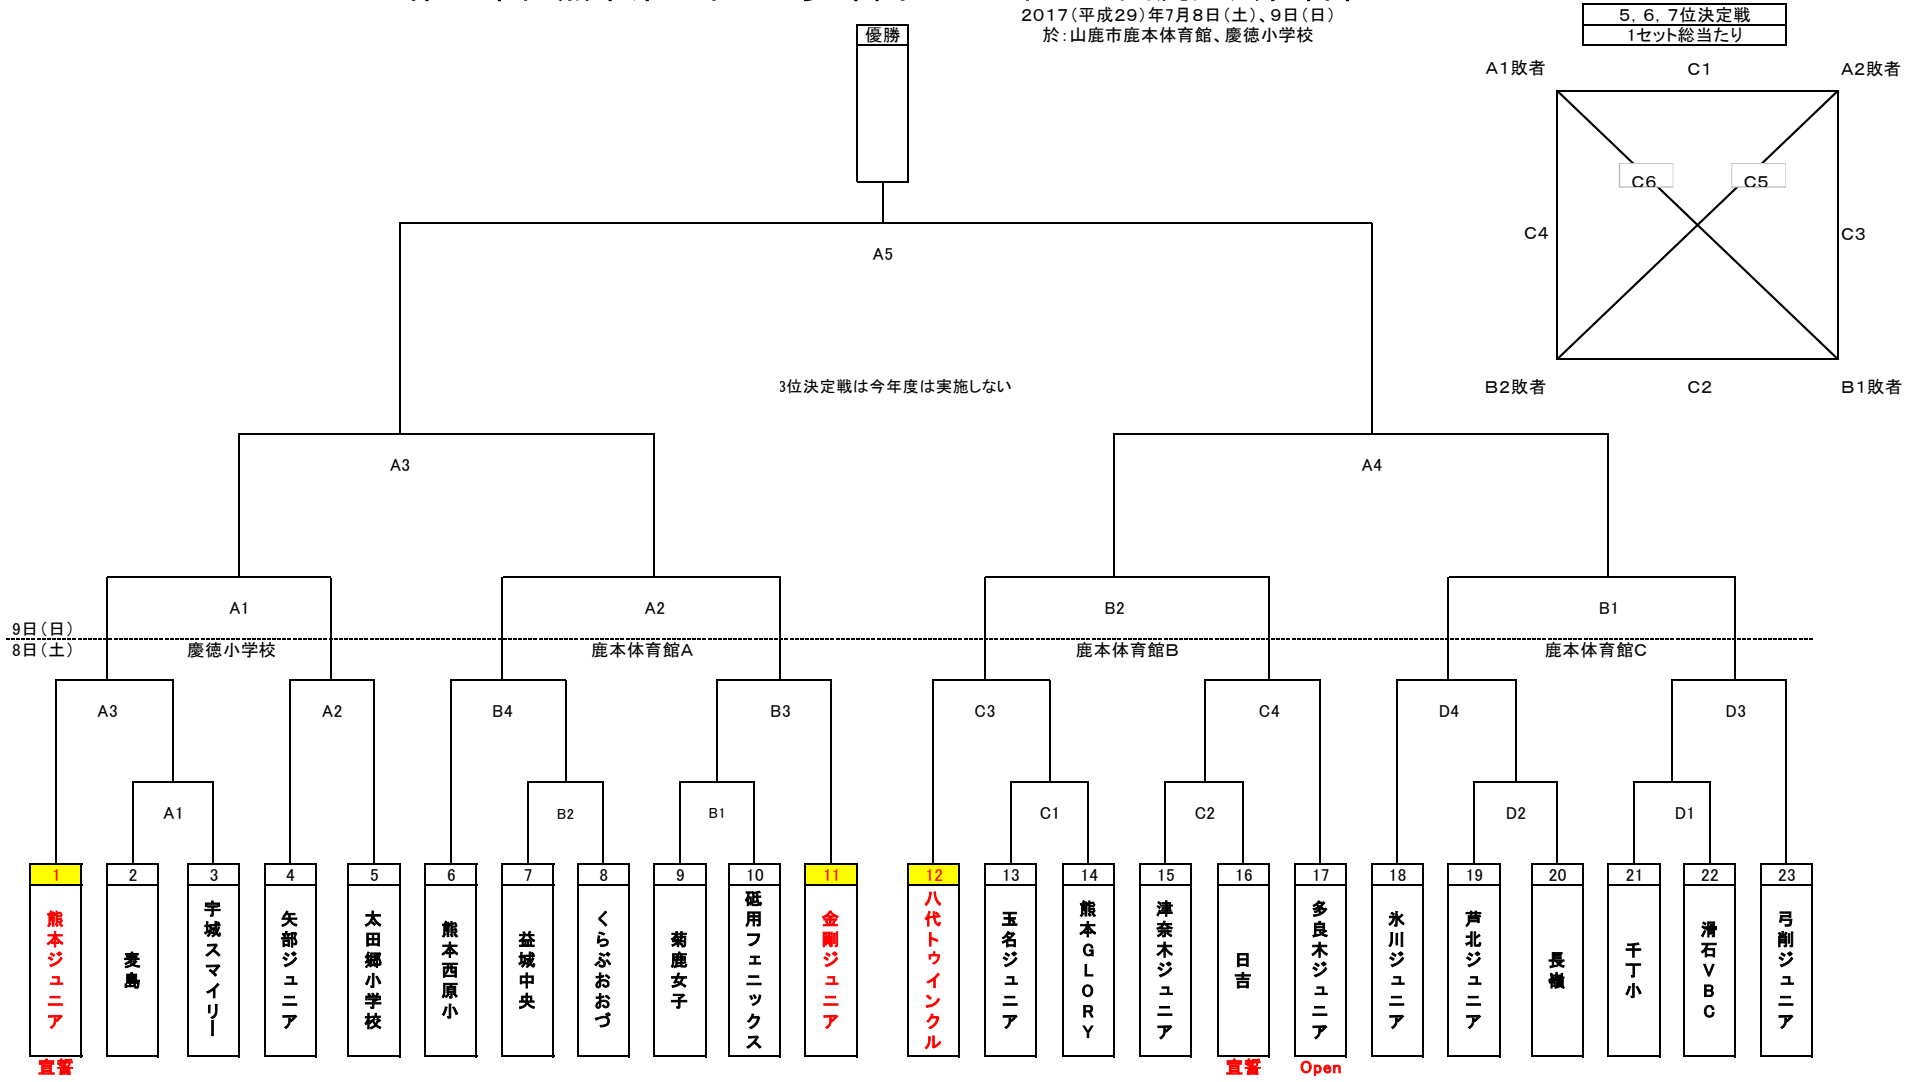 2017(平成29)年7月8日(土)、9日(日)
於:山鹿市鹿本体育館、慶徳小学校
優勝
5, 6, 7位決定戦
1セット総当たり
A1敗者
C1
A2敗者
C6
C5
C4
C3
B2敗者
C2
B1敗者
A5
3位決定戦は今年度は実施しない
A3
A4
A1
A2
B2
B1
9日(日)
8日(土)
慶徳小学校
鹿本体育館A
鹿本体育館B
鹿本体育館C
A3
A2
B4
B3
C3
C4
D4
D3
A1
B2
B1
C1
C2
D2
D1
1
熊本ジュニア
宣誓
2
麦島
3
宇城スマイリー
4
矢部ジュニア
5
太田郷小学校
6
熊本西原小
7
益城中央
8
くらぶおおづ
9
菊鹿女子
10
砥用フェニックス
11
金剛ジュニア
12
八代トゥインクル
13
玉名ジュニア
14
熊本GLORY
15
津奈木ジュニア
16
日吉
宣誓
17
多良木ジュニア
Open
18
氷川ジュニア
19
芦北ジュニア
20
長嶺
21
千丁小
22
滑石VBC
23
弓削ジュニア